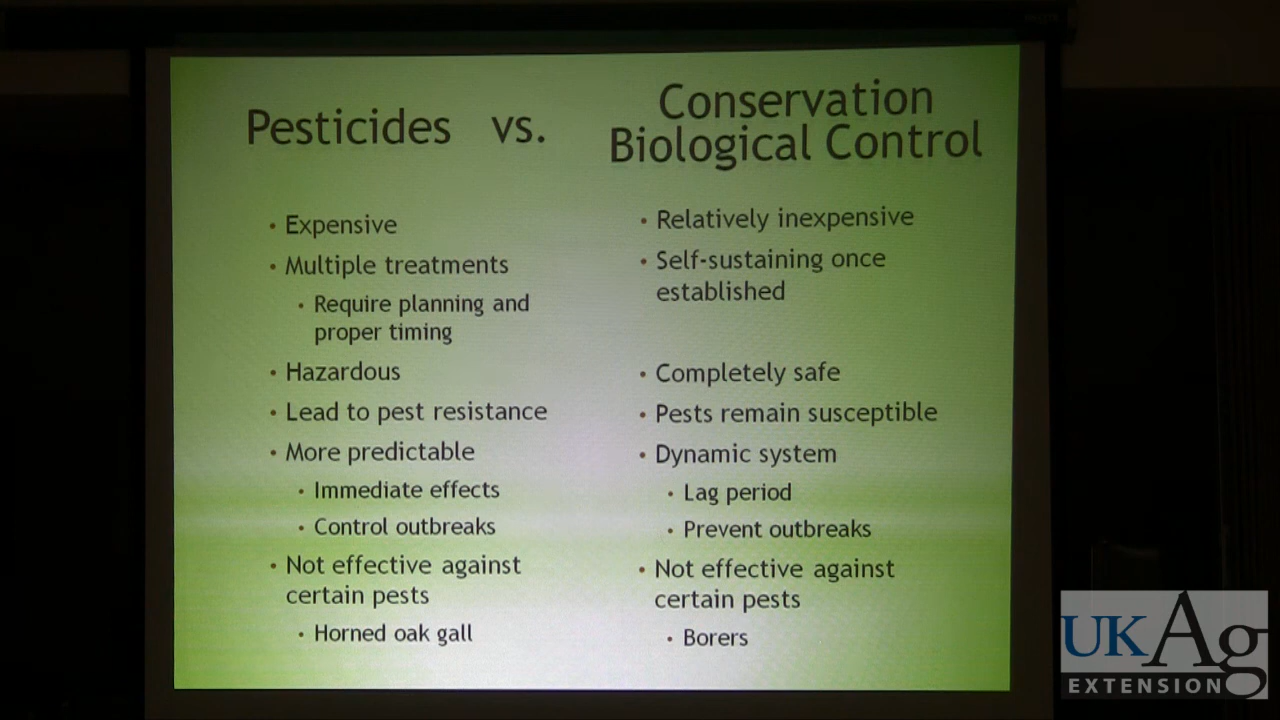 Pesticides vs.
• Expensive
• Multiple treatments
• Require planning and
proper timing
• Hazardous
• Lead to pest resistance
• More predictable
• Immediate effects
• Control outbreaks
• Not effective against
certain pests
• Horned oak gall
Conservation
Biological Control
• Relatively inexpensive
• Self-sustaining once
established
• Completely safe
• Pests remain susceptible
• Dynamic system
• Lag period
• Prevent outbreaks
• Not effective against
certain pests
• Borers
UKAg
EXTENSION